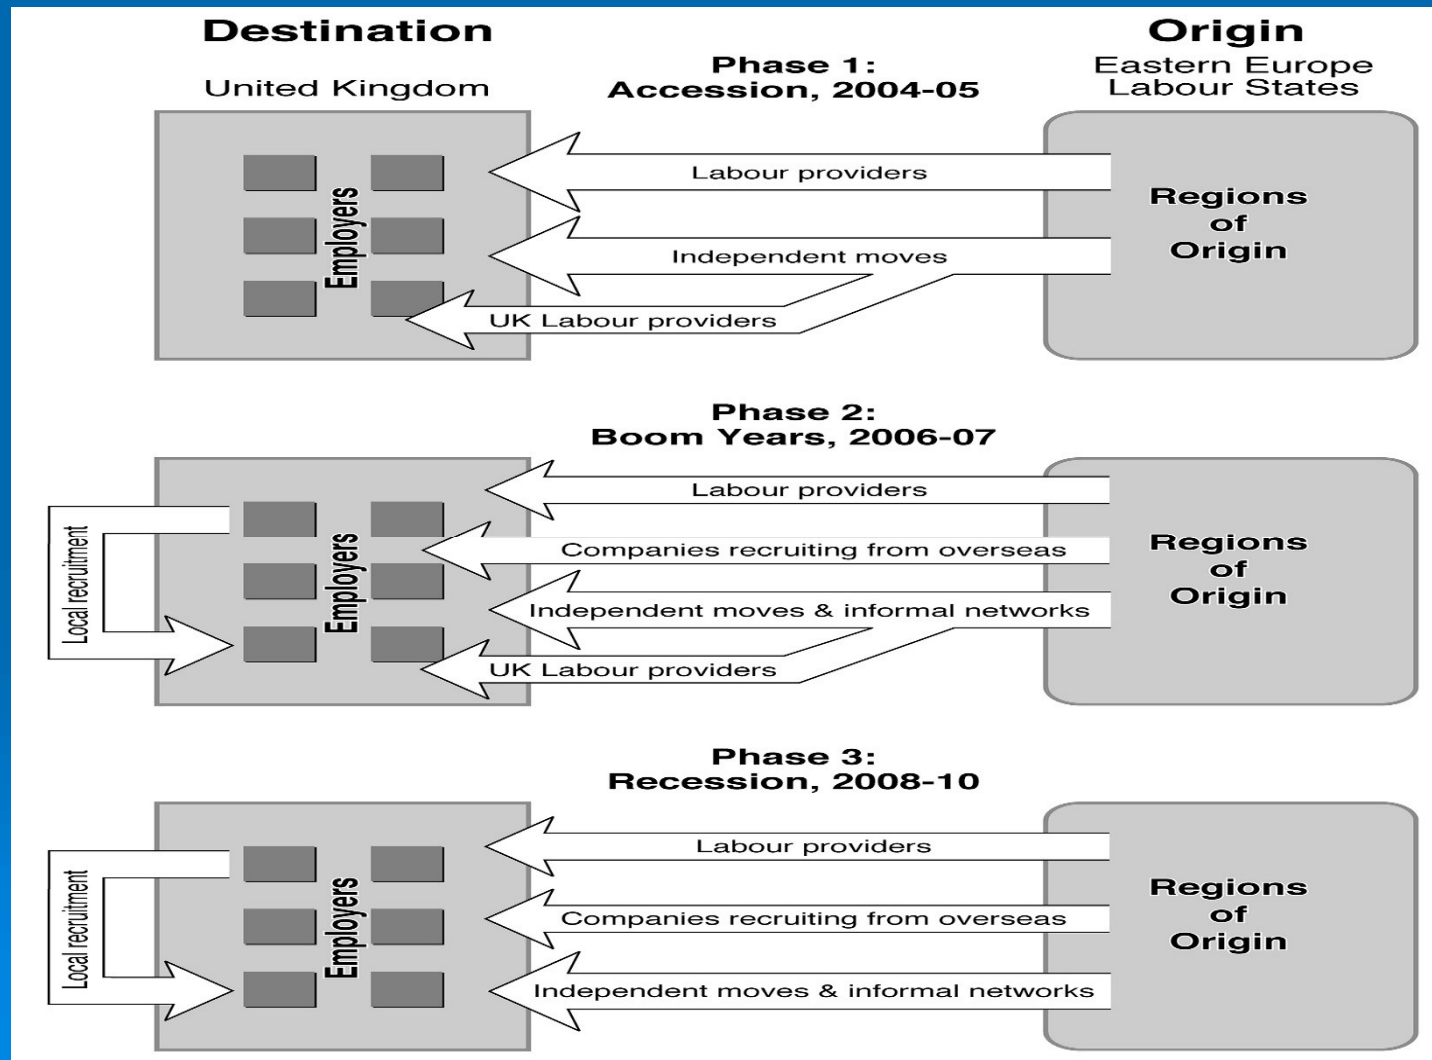 Destination
Origin
United Kingdom
Phase 1:
Accession, 2004-05
Eastern Europe
Labour States
Employers
Labour providers
Independent moves
UK Labour providers
Regions
of
Origin
Phase 2:
Boom Years, 2006-07
Local recruitment
Employers
Labour providers
Companies recruiting from overseas
Independent moves & informal networks
UK Labour providers
Regions
of
Origin
Phase 3:
Recession, 2008-10
Local recruitment
Employers
Labour providers
Companies recruiting from overseas
Independent moves & informal networks
Regions
of
Origin